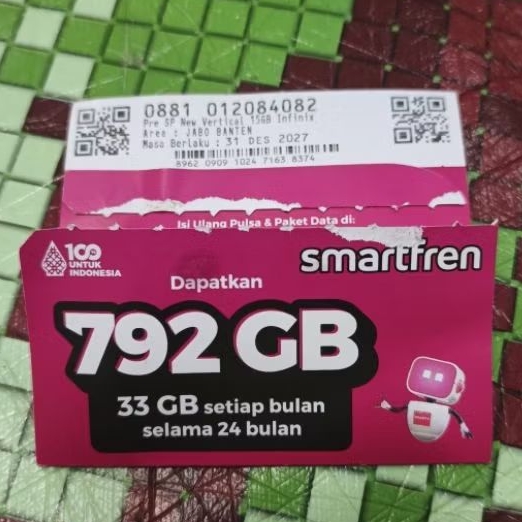 0881 012084082
Pre SP New Vertical 15GB Infinix
Area : JABO BANTEN
Masa Berlaku : 31 DES 2027
8962 0909 1024 7163 8374
Isi Ulang Pulsa & Paket Data di:
100
UNTUK
INDONESIA
smartfren
Dapatkan
792 GB
33 GB setiap bulan
selama 24 bulan